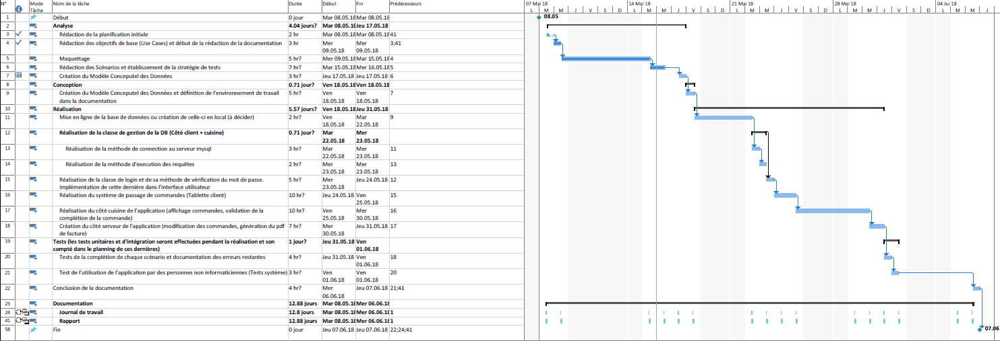 N° Mode Tâche Nom de la tâche Durée Début Fin Prédécesseurs 07 Mai 18 14 Mai 18 21 Mai 18 28 Mai 18 04 Jui 18
L M J V S D L M M J V S D L M J V S D L M M J V S D L M J
1 Début 0 jour Mar 08.05.18 Mar 08.05.18 08.05
2 Analyse 4.04 jours? Mar 08.05.18 Jeu 17.05.18
3 Rédaction de la planification initiale 2 hr Mar 08.05.18 Mar 08.05.18 41
4 Rédaction des objectifs de base (Use Cases) et début de la rédaction de la documentation 3 hr Mer 09.05.18 Mer 09.05.18 3;41
5 Maquettage 5 hr? Mer 09.05.18 Mar 15.05.18 4
6 Rédaction des Scénarios et établissement de la stratégie de tests 7 hr? Mar 15.05.18 Mer 16.05.18 5
7 Création du Modèle Conceputel des Données 3 hr? Jeu 17.05.18 Jeu 17.05.18 6
8 Conception 0.71 jour? Ven 18.05.18 Ven 18.05.18
9 Création du Modèle Conceputel des Données et définition de l'environnement de travail dans la documentation 5 hr? Ven 18.05.18 Ven 18.05.18 7
10 Réalisation 5.57 jours? Ven 18.05.18 Jeu 31.05.18
11 Mise en ligne de la base de données ou création de celle-ci en local (à décider) 2 hr? Ven 18.05.18 Mar 22.05.18 9
12 Réalisation de la classe de gestion de la DB (Côté client + cuisine) 0.71 jour? Mar 22.05.18 Mer 23.05.18
13 Réalisation de la méthode de connection au serveur mysql 3 hr? Mar 22.05.18 Mer 23.05.18 11
14 Réalisation de la méthode d'execution des requêtes 2 hr? Mer 23.05.18 Mer 23.05.18 13
15 Réalisation de la classe de login et de sa méthode de vérification du mot de passe. Implémentation de cette dernière dans l'interface utilisateur 5 hr? Mer 23.05.18 Jeu 24.05.18 12
16 Réalisation du système de passage de commandes (Tablette client) 10 hr? Jeu 24.05.18 Ven 25.05.18 15
17 Réalisation du côté cuisine de l'application (affichage commandes, validation de la complétion de la commande) 10 hr? Ven 25.05.18 Mer 30.05.18 16
18 Création du côté serveur de l'application (modification des commandes, génération du pdf de facture) 7 hr? Mer 30.05.18 Jeu 31.05.18 17
19 Tests (les tests unitaires et d'intégration seront effectuées pendant la réalisation et son compté dans le planning de ces dernières) 1 jour? Jeu 31.05.18 Ven 01.06.18
20 Tests de la complétion de chaque scénario et documentation des erreurs restantes 4 hr? Jeu 31.05.18 Ven 01.06.18 18
21 Test de l'utilisation de l'application par des personnes non informaticiennes (Tests système) 3 hr? Ven 01.06.18 Ven 01.06.18 20
22 Conclusion de la documentation 4 hr? Mer 06.06.18 Jeu 07.06.18 21;41
23 Documentation 12.88 jours Mar 08.05.18 Mer 06.06.18
24 Journal de travail 12.8 jours Mar 08.05.18 Mer 06.06.18 1
41 Rapport 12.88 jours Mar 08.05.18 Mer 06.06.18 1
58 Fin 0 jour Jeu 07.06.18 Jeu 07.06.18 22;24;41 07.06